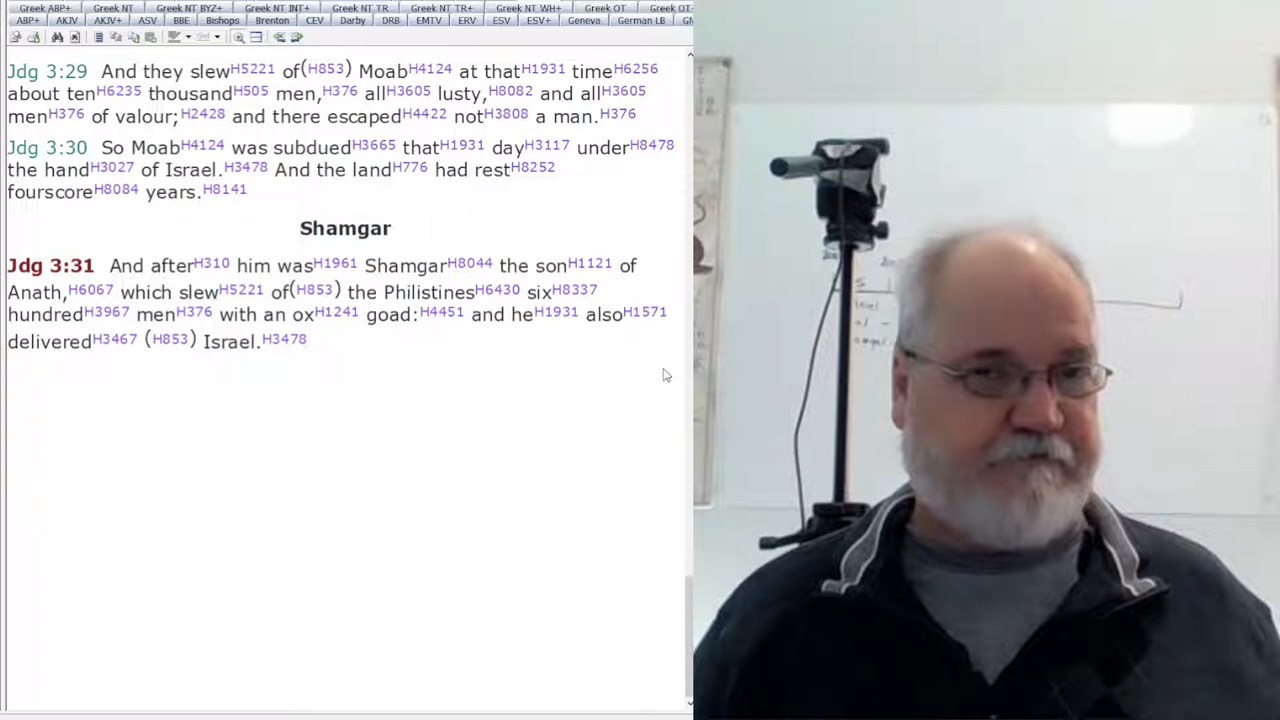 Greek ABP+ Greek NT Greek NT BYZ+ Greek NT INT+ Greek NT TR Greek NT TR+ Greek NT WH+ Greek OT Greek OT
ABP+ AKJV AKJV+ ASV BBE Bishops Brenton CEV Darby DRB EMTV ERV ESV ESV+ Geneva German LB
Jdg 3:29 And they slewH5221 of(H853) MoabH4124 at thatH1931 timeH6256
about tenH6235 thousandH505 men,H376 allH3605 lusty,H8082 and allH3605
menH376 of valour;H2428 and there escapedH4422 notH3808 a man.H376
Jdg 3:30 So MoabH4124 was subduedH3665 thatH1931 dayH3117 underH8478
the handH3027 of Israel.H3478 And the landH776 had restH8252
fourscoreH8084 years.H8141
Shamgar
Jdg 3:31 And afterH310 him wasH1961 ShamgarH8044 the sonH1121 of
Anath,H6067 which slewH5221 of(H853) the PhilistinesH6430 sixH8337
hundredH3967 menH376 with an oxH1241 goad:H4451 and heH1931 alsoH1571
deliveredH3467 (H853) Israel.H3478